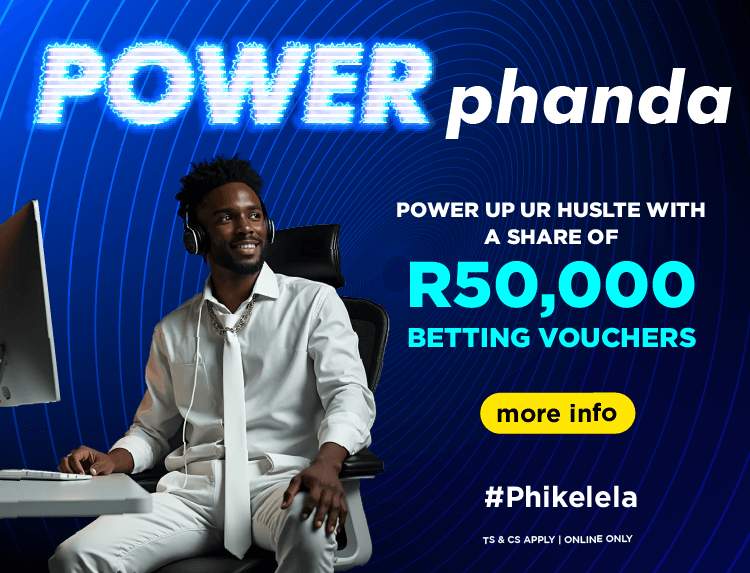 POWER phanda
POWER UP UR HUSLTE WITH
A SHARE OF
R50,000
BETTING VOUCHERS
more info
#Phikelela
TS & CS APPLY | ONLINE ONLY